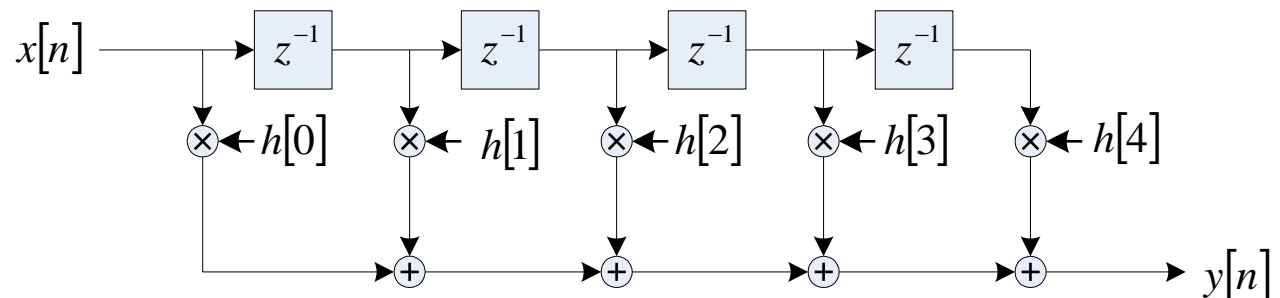 x[n] z⁻¹ z⁻¹ z⁻¹ z⁻¹
× h[0] × h[1] × h[2] × h[3] × h[4]
+ + + + y[n]